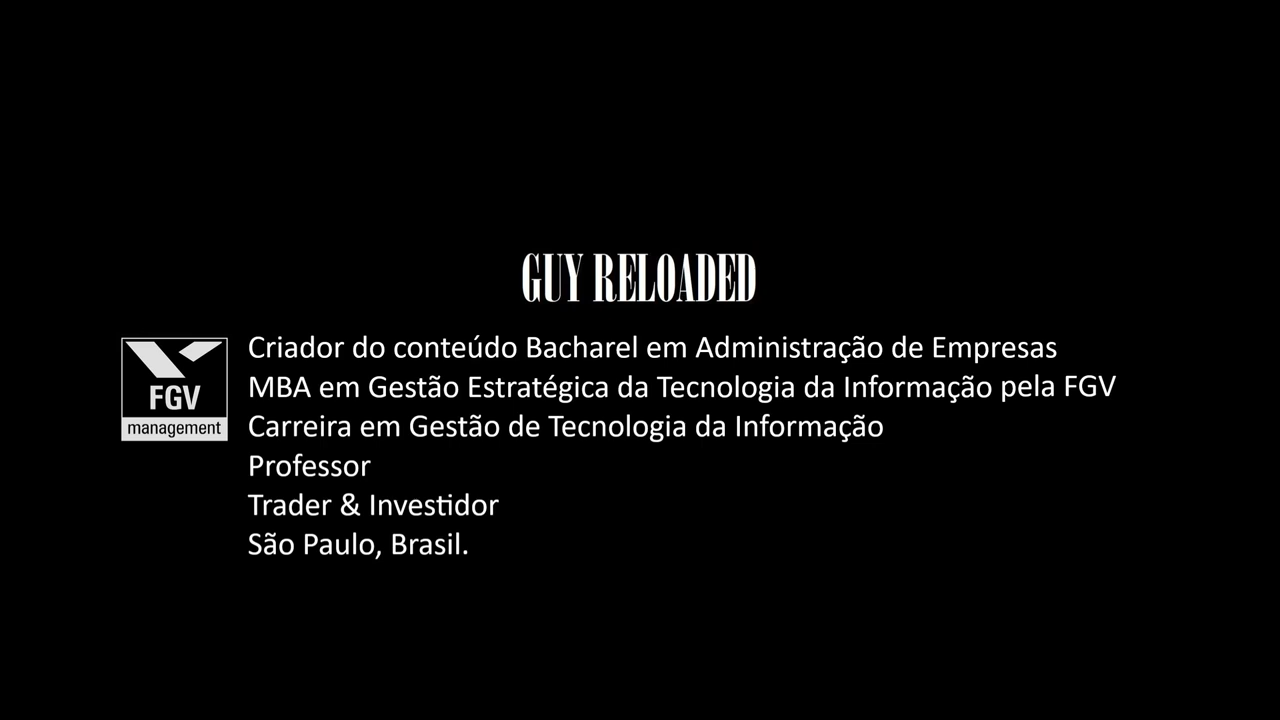 GUY RELOADED
Criador do conteúdo Bacharel em Administração de Empresas
FGV
management
MBA em Gestão Estratégica da Tecnologia da Informação pela FGV
Carreira em Gestão de Tecnologia da Informação
Professor
Trader & Investidor
São Paulo, Brasil.